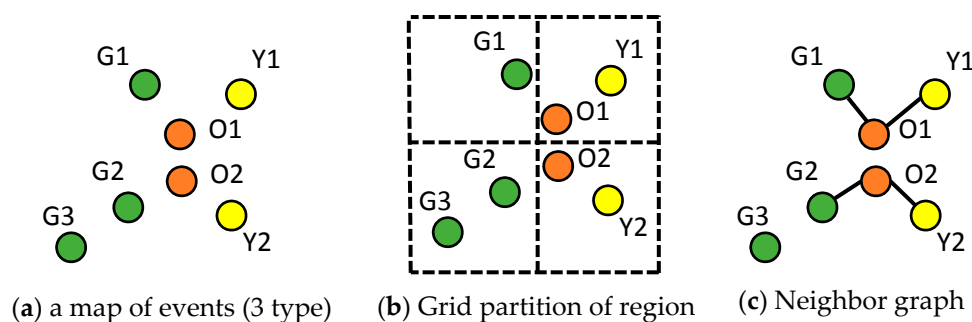 G1
Y1
O1
O2
G2
G3
Y2
G1
Y1
O1
O2
G2
G3
Y2
G1
Y1
O1
O2
G2
G3
Y2
(a) a map of events (3 type)
(b) Grid partition of region
(c) Neighbor graph